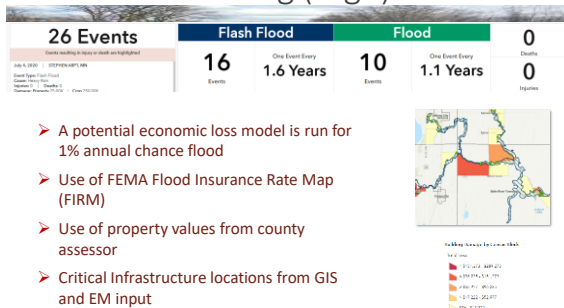 26 Events
Events resulting in injury or death are highlighted
July 6, 2020 | STEPHEN ARPT, MN
Event Type: Flash Flood
Cause: Heavy Rain
Injuries: 0 | Deaths: 0
Flash Flood
16
Events
One Event Every
1.6 Years
Flood
10
Events
One Event Every
1.1 Years
0
Deaths
0
Injuries
➢ A potential economic loss model is run for
1% annual chance flood
➢ Use of FEMA Flood Insurance Rate Map
(FIRM)
➢ Use of property values from county
assessor
➢ Critical Infrastructure locations from GIS
and EM input
Building Damage by Census Block